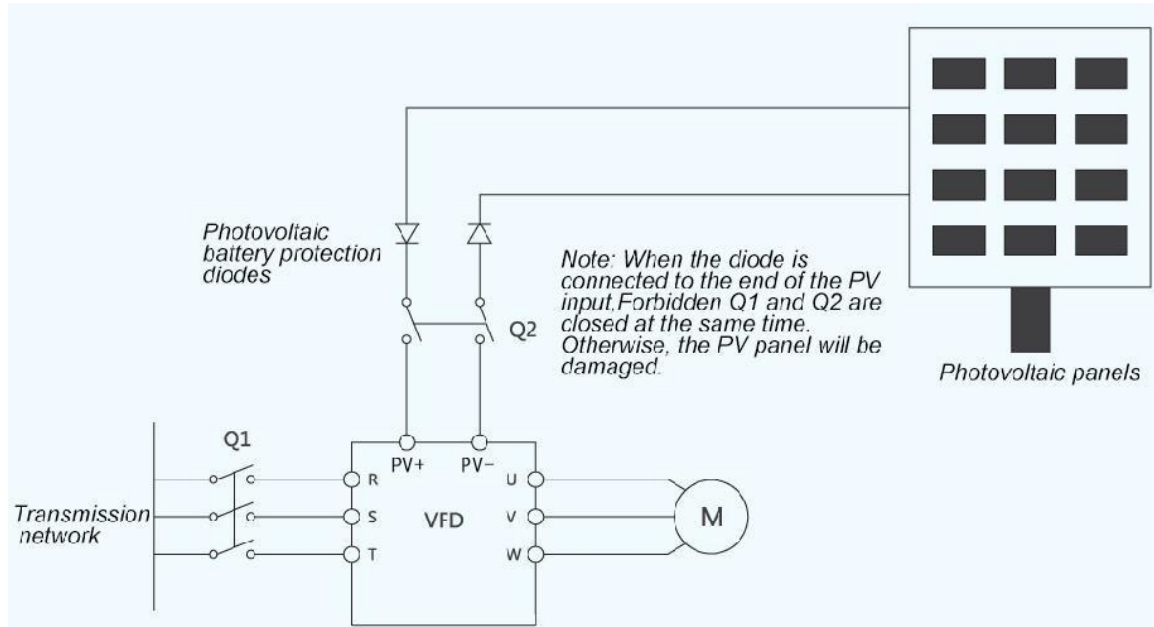 Photovoltaic
battery protection
diodes
Note: When the diode is
connected to the end of the PV
input,Forbidden Q1 and Q2 are
closed at the same time.
Otherwise, the PV panel will be
damaged.
Q2
Photovoltaic panels
Q1
PV+ PV-
R U
Transmission
network
S VFD V M
T W